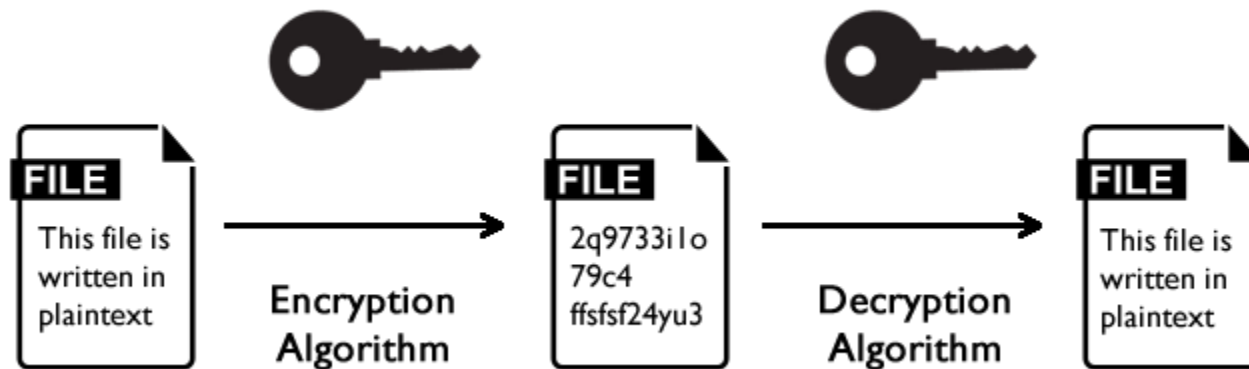 FILE
This file is
written in
plaintext
Encryption
Algorithm
FILE
2q9733i1o
79c4
ffsfsf24yu3
Decryption
Algorithm
FILE
This file is
written in
plaintext